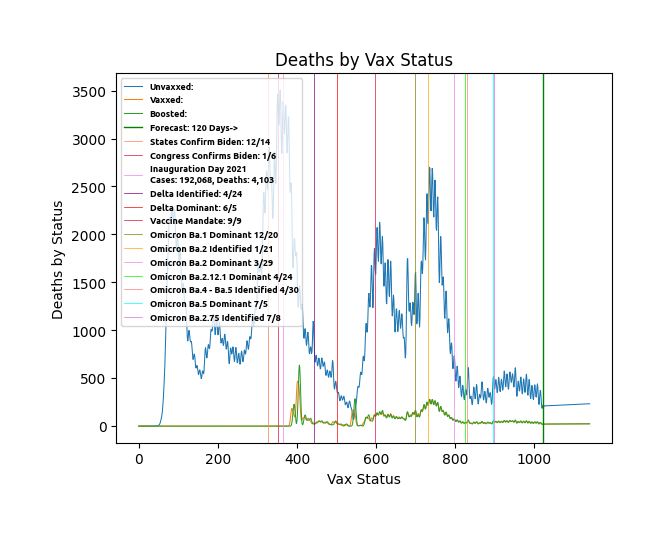 Deaths by Vax Status
3500
3000
2500
2000
1500
1000
500
0
Deaths by Status
Unvaxxed:
Vaxxed:
Boosted:
Forecast: 120 Days->
States Confirm Biden: 12/14
Congress Confirms Biden: 1/6
Inauguration Day 2021
Cases: 192,068, Deaths: 4,103
Delta Identified: 4/24
Delta Dominant: 6/5
Vaccine Mandate: 9/9
Omicron Ba.1 Dominant 12/20
Omicron Ba.2 Identified 1/21
Omicron Ba.2 Dominant 3/29
Omicron Ba.2.12.1 Dominant 4/24
Omicron Ba.4 - Ba.5 Identified 4/30
Omicron Ba.5 Dominant 7/5
Omicron Ba.2.75 Identified 7/8
0 200 400 600 800 1000
Vax Status